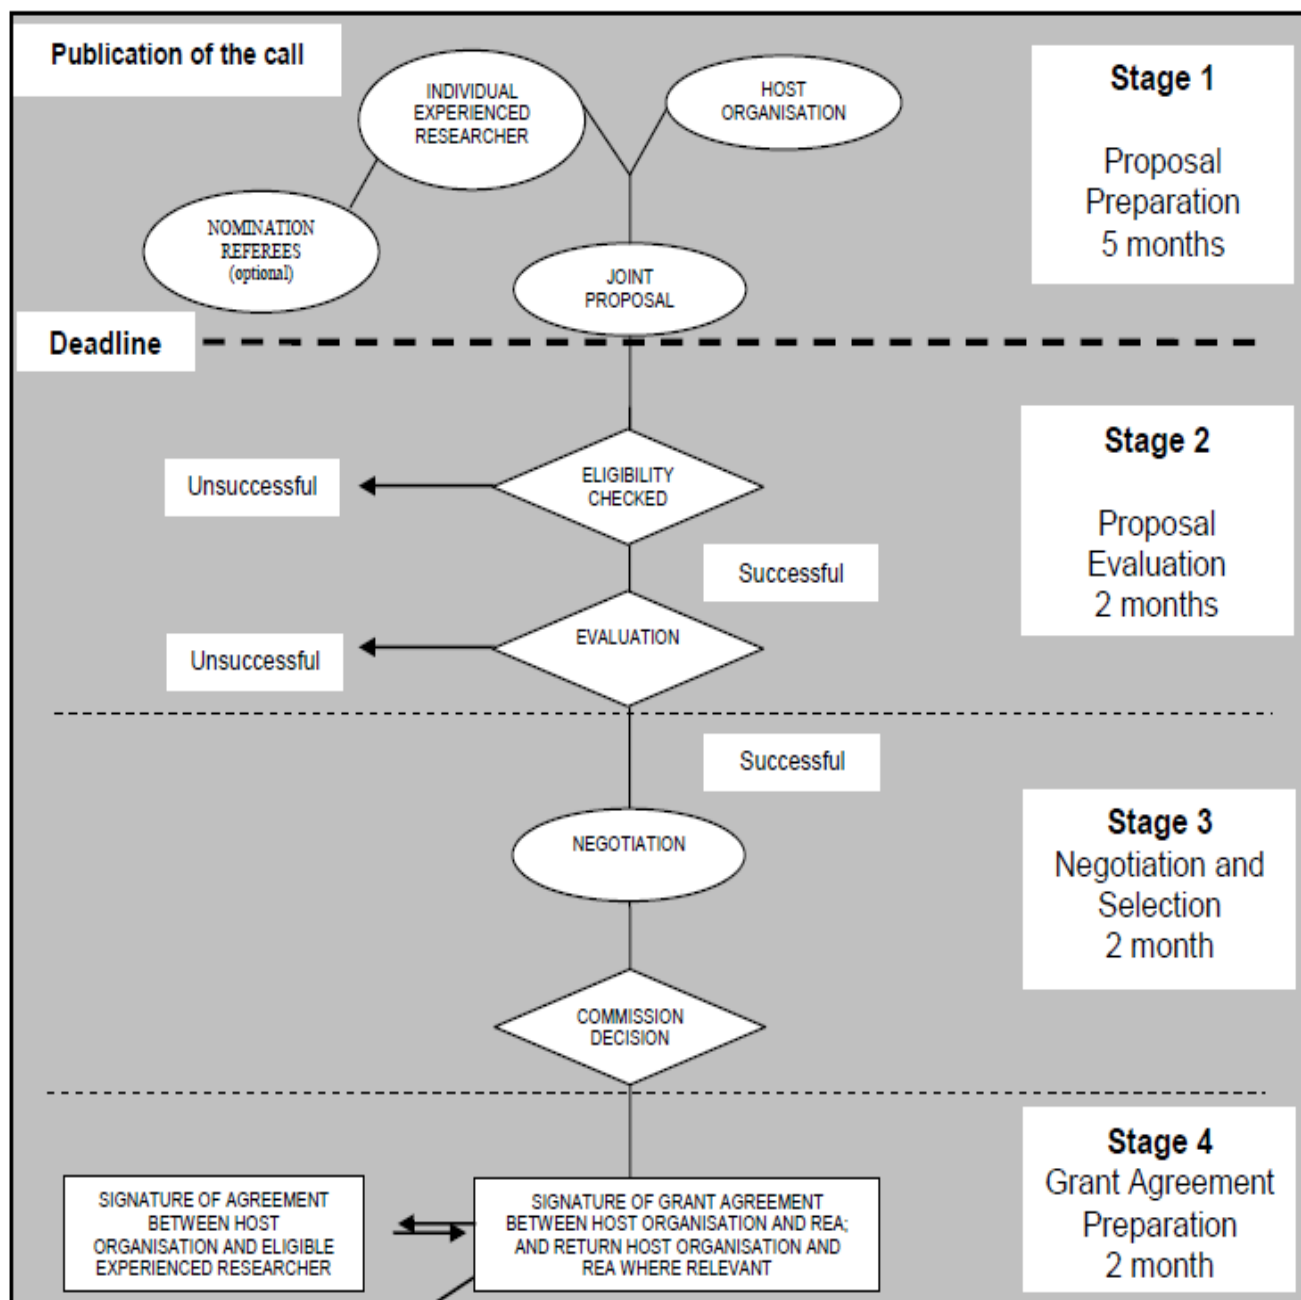 Publication of the call
INDIVIDUAL
EXPERIENCED
RESEARCHER
HOST
ORGANISATION
NOMINATION
REFEREES
(optional)
JOINT
PROPOSAL
Stage 1
Proposal
Preparation
5 months
Deadline
ELIGIBILITY
CHECKED
Unsuccessful
Successful
EVALUATION
Unsuccessful
Stage 2
Proposal
Evaluation
2 months
Successful
NEGOTIATION
COMMISSION
DECISION
Stage 3
Negotiation and
Selection
2 month
SIGNATURE OF AGREEMENT
BETWEEN HOST
ORGANISATION AND ELIGIBLE
EXPERIENCED RESEARCHER
SIGNATURE OF GRANT AGREEMENT
BETWEEN HOST ORGANISATION AND REA;
AND RETURN HOST ORGANISATION AND
REA WHERE RELEVANT
Stage 4
Grant Agreement
Preparation
2 month